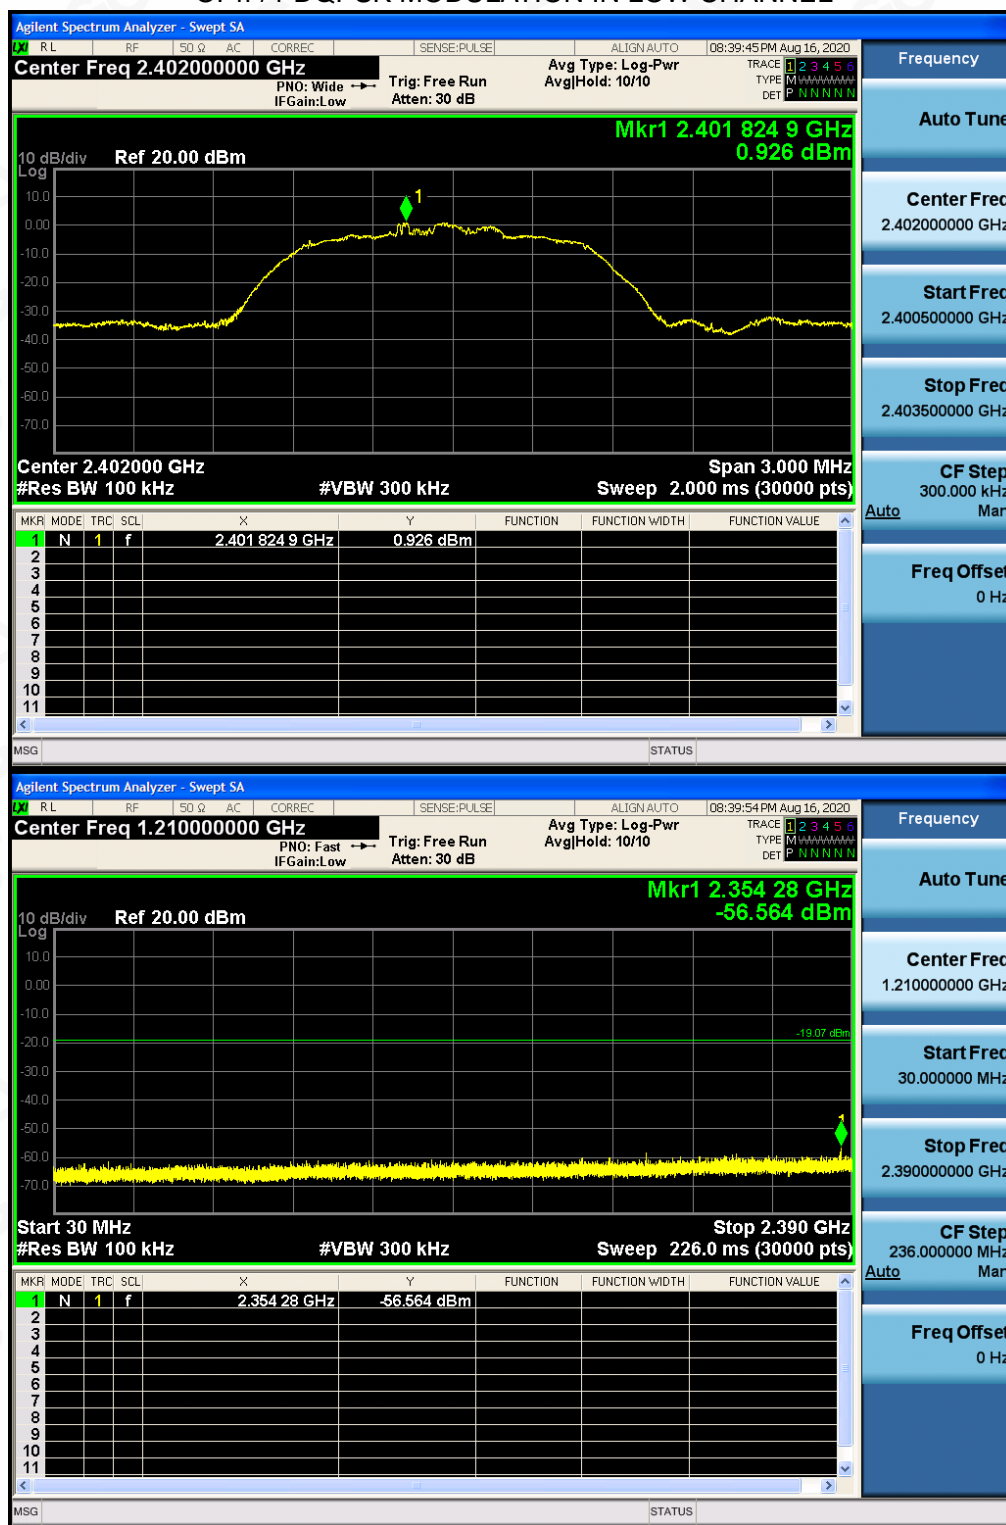 Agilent Spectrum Analyzer - Swept SA
LXI RL RF 50 Ω AC CORREC SENSE:PULSE ALIGN AUTO 08:39:45 PM Aug 16, 2020
Center Freq 2.402000000 GHz
PNO: Wide
IFGain:Low
Trig: Free Run
Atten: 30 dB
Avg Type: Log-Pwr
Avg|Hold: 10/10
TRACE 1 2 3 4 5 6
TYPE M
DET P N N N N N
Mkr1 2.401 824 9 GHz
0.926 dBm
10 dB/div Ref 20.00 dBm
Log
10.0
1
0.00
-10.0
-20.0
-30.0
-40.0
-50.0
-60.0
-70.0
Center 2.402000 GHz Span 3.000 MHz
#Res BW 100 kHz #VBW 300 kHz Sweep 2.000 ms (30000 pts)
MKR MODE TRC SCL X Y FUNCTION FUNCTION WIDTH FUNCTION VALUE
1 N 1 f 2.401 824 9 GHz 0.926 dBm
2
3
4
5
6
7
8
9
10
11
MSG STATUS
Frequency
Auto Tune
Center Freq
2.402000000 GHz
Start Freq
2.400500000 GHz
Stop Freq
2.403500000 GHz
CF Step
300.000 kHz
Auto Man
Freq Offset
0 Hz
Agilent Spectrum Analyzer - Swept SA
LXI RL RF 50 Ω AC CORREC SENSE:PULSE ALIGN AUTO 08:39:54 PM Aug 16, 2020
Center Freq 1.210000000 GHz
PNO: Fast
IFGain:Low
Trig: Free Run
Atten: 30 dB
Avg Type: Log-Pwr
Avg|Hold: 10/10
TRACE 1 2 3 4 5 6
TYPE M
DET P N N N N N
Mkr1 2.354 28 GHz
-56.564 dBm
10 dB/div Ref 20.00 dBm
Log
10.0
0.00
-10.0
-19.07 dBm
-20.0
-30.0
-40.0
-50.0
1
-60.0
-70.0
Start 30 MHz Stop 2.390 GHz
#Res BW 100 kHz #VBW 300 kHz Sweep 226.0 ms (30000 pts)
MKR MODE TRC SCL X Y FUNCTION FUNCTION WIDTH FUNCTION VALUE
1 N 1 f 2.354 28 GHz -56.564 dBm
2
3
4
5
6
7
8
9
10
11
MSG STATUS
Frequency
Auto Tune
Center Freq
1.210000000 GHz
Start Freq
30.000000 MHz
Stop Freq
2.390000000 GHz
CF Step
236.000000 MHz
Auto Man
Freq Offset
0 Hz